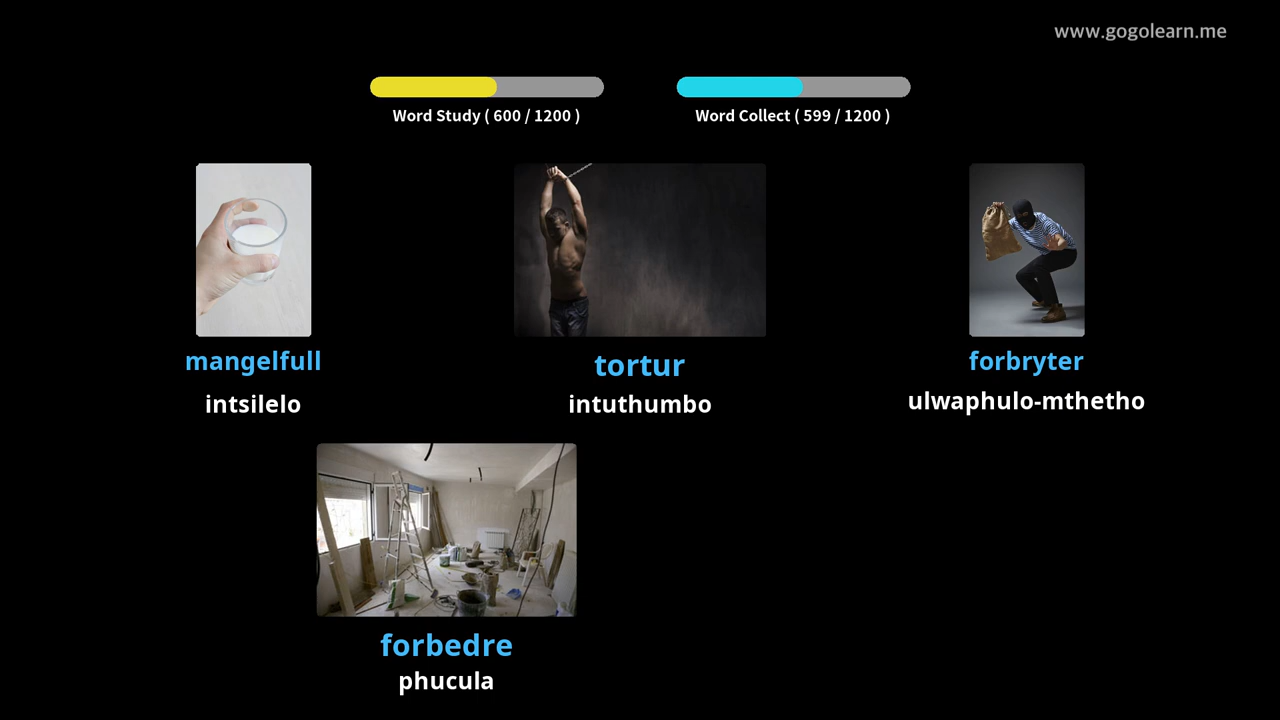 www.gogolearn.me
Word Study ( 600 / 1200 )
Word Collect ( 599 / 1200 )
mangelfull
intsilelo
tortur
intuthumbo
forbryter
ulwaphulo-mthetho
forbedre
phucula